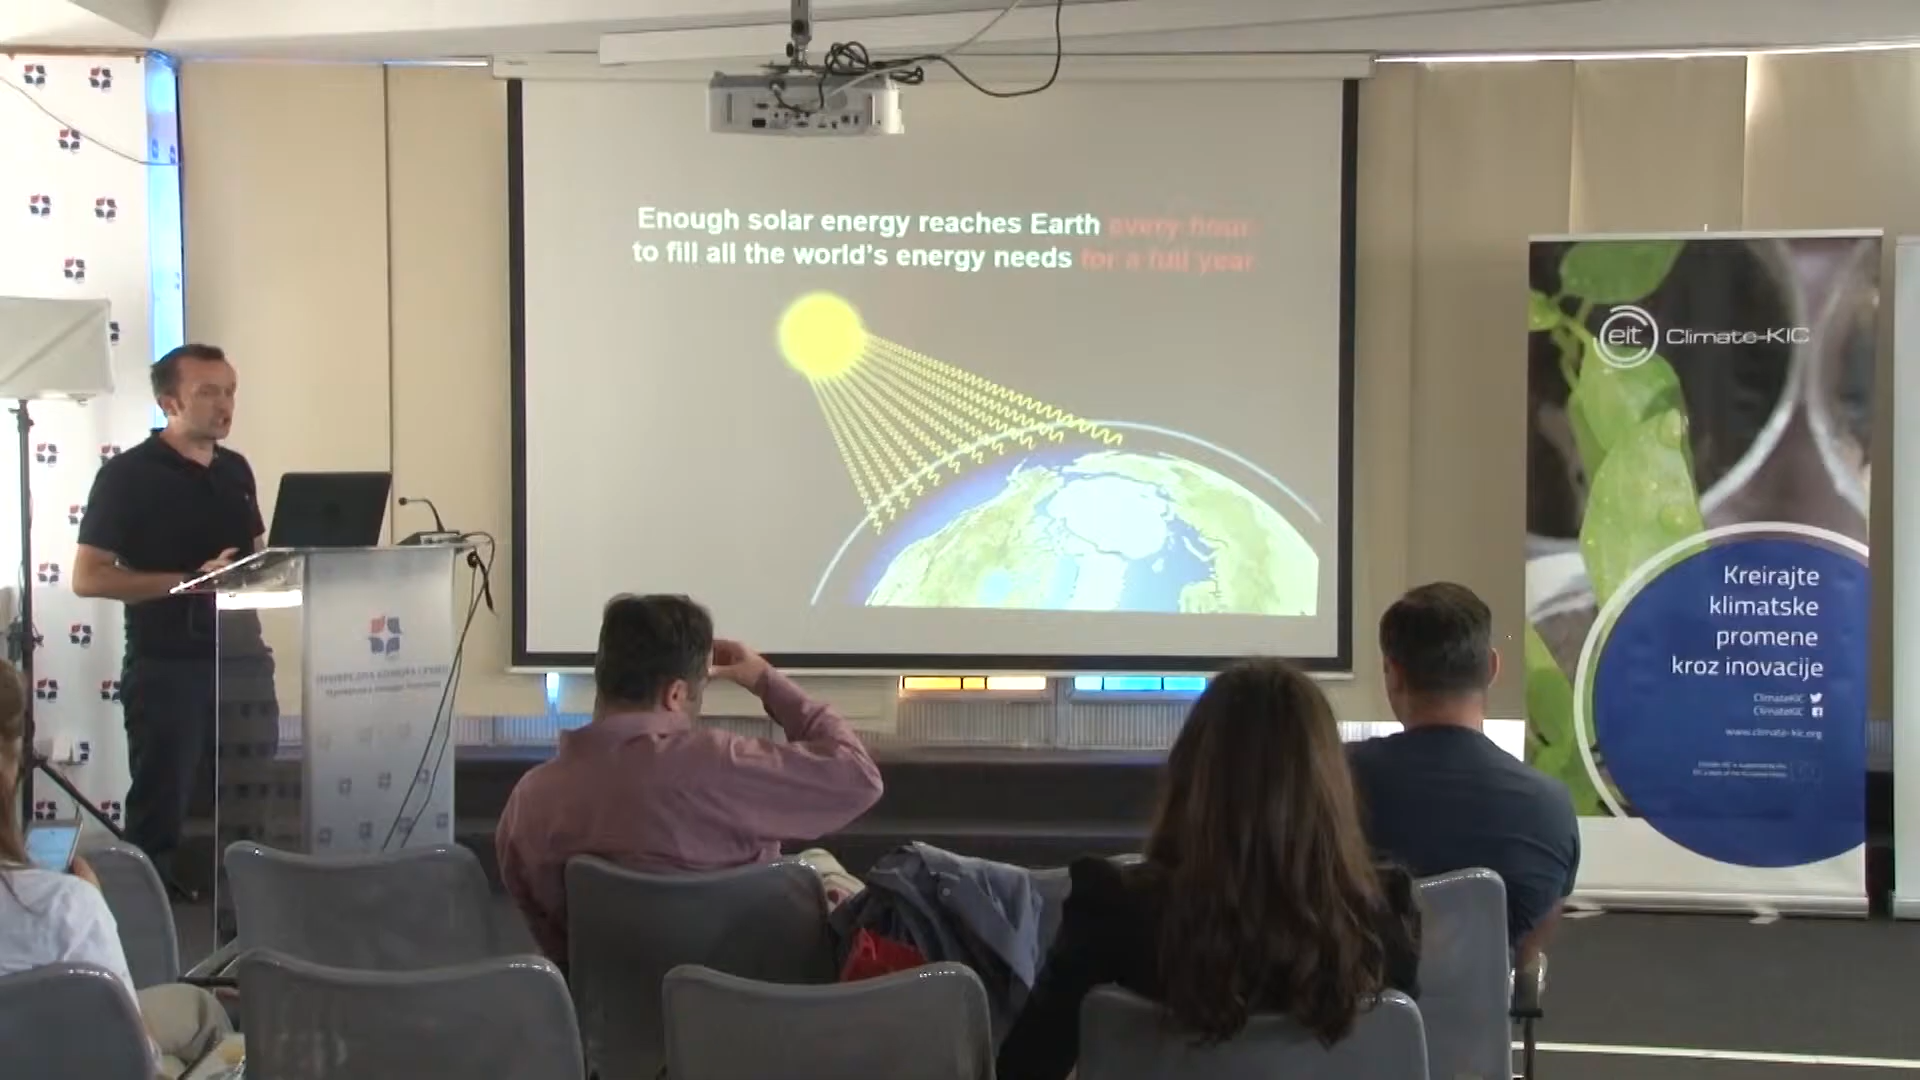 Enough solar energy reaches Earth every hour
to fill all the world's energy needs for a full year
eit Climate-KIC
Kreirajte
klimatske
promene
kroz inovacije
ClimateKIC
ClimateKIC
www.climate-kic.org